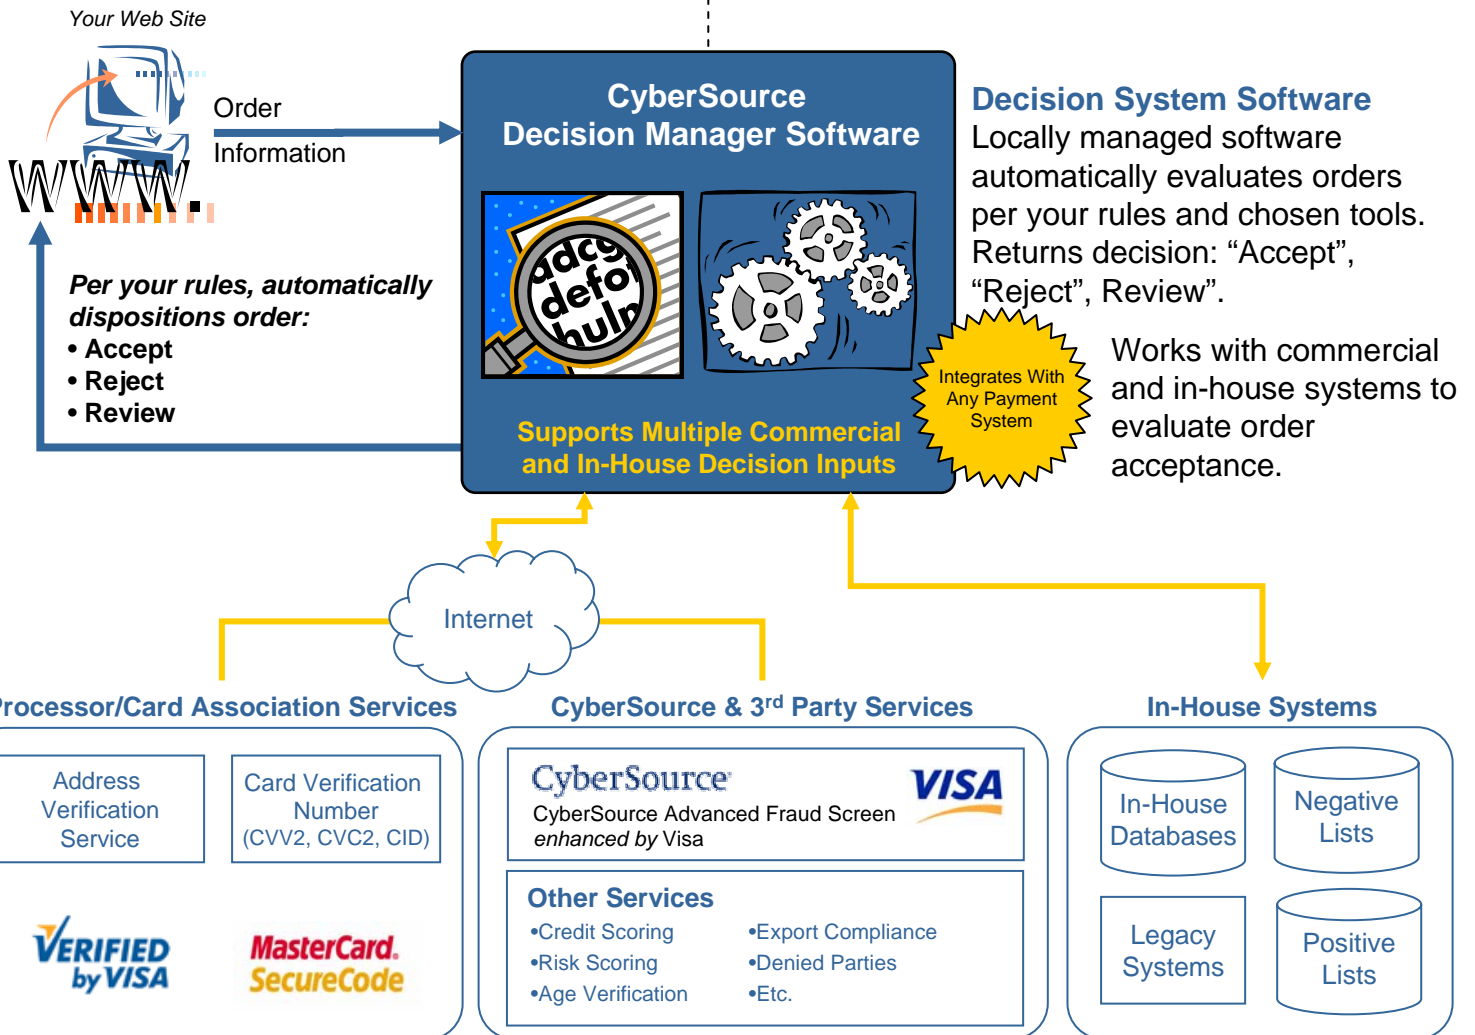 Your Web Site
Order
Information
www.
Per your rules, automatically
dispositions order:
• Accept
• Reject
• Review
CyberSource
Decision Manager Software
adcg
defo
huln
Supports Multiple Commercial
and In-House Decision Inputs
Decision System Software
Locally managed software
automatically evaluates orders
per your rules and chosen tools.
Returns decision: “Accept”,
“Reject”, Review”.
Integrates With
Any Payment
System
Works with commercial
and in-house systems to
evaluate order
acceptance.
Internet
Processor/Card Association Services
Address
Verification
Service
Card Verification
Number
(CVV2, CVC2, CID)
VERIFIED
by VISA
MasterCard.
SecureCode
CyberSource & 3rd Party Services
CyberSource
VISA
CyberSource Advanced Fraud Screen
enhanced by Visa
Other Services
•Credit Scoring
•Risk Scoring
•Age Verification
•Export Compliance
•Denied Parties
•Etc.
In-House Systems
In-House
Databases
Negative
Lists
Legacy
Systems
Positive
Lists